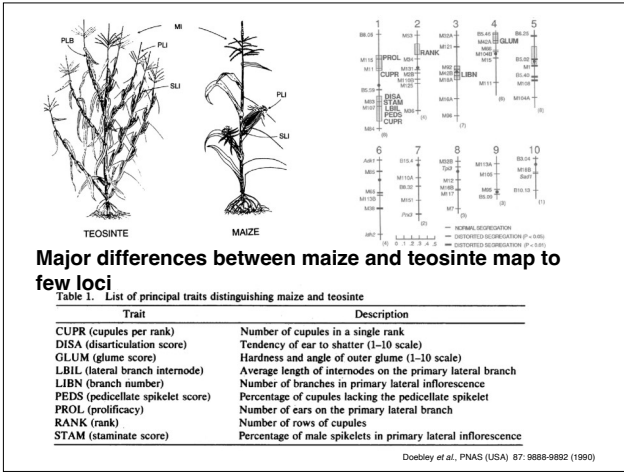 MI
PLB
PLI
SLI
PLI
SLI
TEOSINTE
MAIZE
1 2 3 4 5
PROL
CUPR
DISA
STAM
LBIL
PEDS
CUPR
RANK
LIBN
GLUM
6 7 8 9 10
NORMAL SEGREGATION
DISTORTED SEGREGATION (P = 0.05)
DISTORTED SEGREGATION (P = 0.01)
Major differences between maize and teosinte map to
few loci
Table 1. List of principal traits distinguishing maize and teosinte
Trait Description
CUPR (cupules per rank) Number of cupules in a single rank
DISA (disarticulation score) Tendency of ear to shatter (1–10 scale)
GLUM (glume score) Hardness and angle of outer glume (1–10 scale)
LBIL (lateral branch internode) Average length of internodes on the primary lateral branch
LIBN (branch number) Number of branches in primary lateral inflorescence
PEDS (pedicellate spikelet score) Percentage of cupules lacking the pedicellate spikelet
PROL (prolificacy) Number of ears on the primary lateral branch
RANK (rank) Number of rows of cupules
STAM (staminate score) Percentage of male spikelets in primary lateral inflorescence
Doebley et al., PNAS (USA) 87: 9888-9892 (1990)